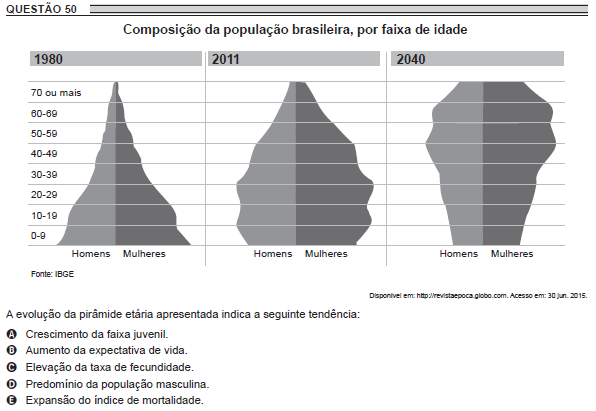 QUESTÃO 50
Composição da população brasileira, por faixa de idade
1980 2011 2040
70 ou mais
60-69
50-59
40-49
30-39
20-29
10-19
0-9
Homens Mulheres Homens Mulheres Homens Mulheres
Fonte: IBGE
Disponível em: http://revistaepoca.globo.com. Acesso em: 30 jun. 2015.
A evolução da pirâmide etária apresentada indica a seguinte tendência:
A Crescimento da faixa juvenil.
B Aumento da expectativa de vida.
C Elevação da taxa de fecundidade.
D Predomínio da população masculina.
E Expansão do índice de mortalidade.